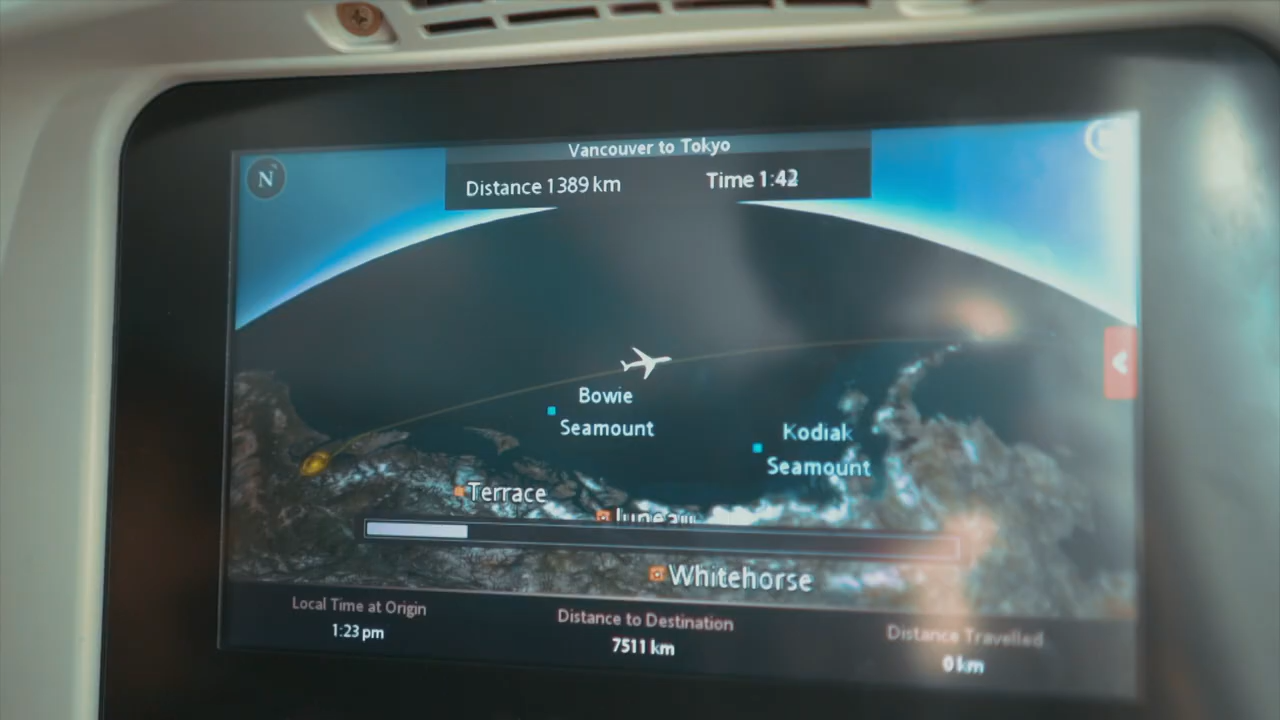 N
Vancouver to Tokyo
Distance 1389 km Time 1:42
Bowie
Seamount
Kodiak
Seamount
Terrace
Juneau
Whitehorse
Local Time at Origin Distance to Destination Distance Travelled
1:23 pm 7511 km 0 km